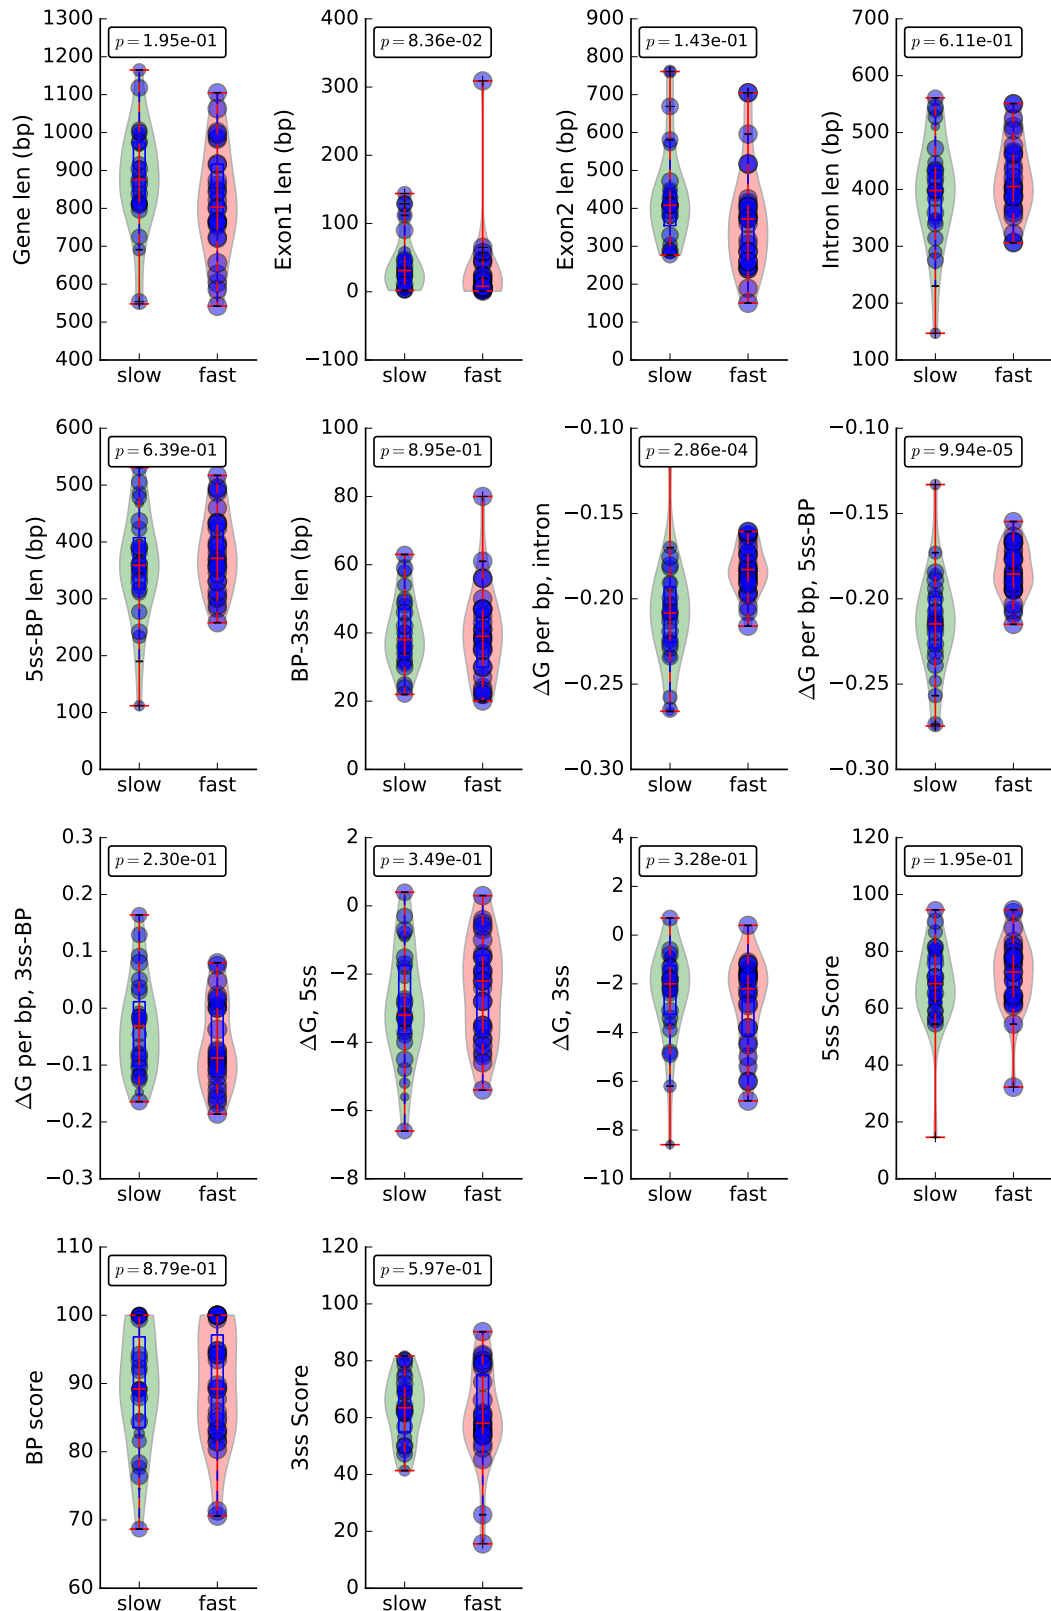 Gene len (bp)
1300
1200
1100
1000
900
800
700
600
500
400
p = 1.95e-01
slow fast
Exon1 len (bp)
400
300
200
100
0
−100
p = 8.36e-02
slow fast
Exon2 len (bp)
900
800
700
600
500
400
300
200
100
0
p = 1.43e-01
slow fast
Intron len (bp)
700
600
500
400
300
200
100
p = 6.11e-01
slow fast
5ss-BP len (bp)
600
500
400
300
200
100
0
p = 6.39e-01
slow fast
BP-3ss len (bp)
100
80
60
40
20
0
p = 8.95e-01
slow fast
ΔG per bp, intron
−0.10
−0.15
−0.20
−0.25
−0.30
p = 2.86e-04
slow fast
ΔG per bp, 5ss-BP
−0.10
−0.15
−0.20
−0.25
−0.30
p = 9.94e-05
slow fast
ΔG per bp, 3ss-BP
0.3
0.2
0.1
0.0
−0.1
−0.2
−0.3
p = 2.30e-01
slow fast
ΔG, 5ss
2
0
−2
−4
−6
−8
p = 3.49e-01
slow fast
ΔG, 3ss
4
2
0
−2
−4
−6
−8
−10
p = 3.28e-01
slow fast
5ss Score
120
100
80
60
40
20
0
p = 1.95e-01
slow fast
BP score
110
100
90
80
70
60
p = 8.79e-01
slow fast
3ss Score
120
100
80
60
40
20
0
p = 5.97e-01
slow fast